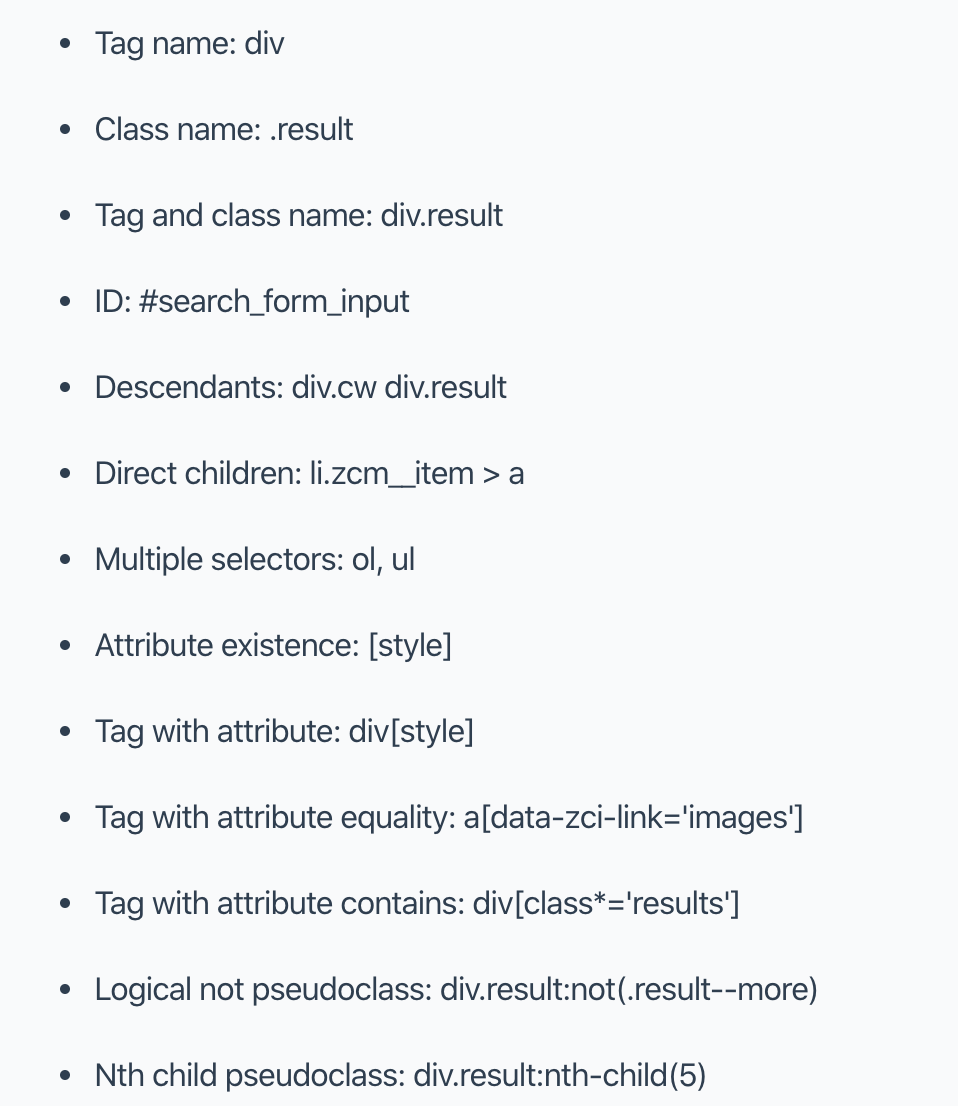 • Tag name: div
• Class name: .result
• Tag and class name: div.result
• ID: #search_form_input
• Descendants: div.cw div.result
• Direct children: li.zcm__item > a
• Multiple selectors: ol, ul
• Attribute existence: [style]
• Tag with attribute: div[style]
• Tag with attribute equality: a[data-zci-link='images']
• Tag with attribute contains: div[class*='results']
• Logical not pseudoclass: div.result:not(.result--more)
• Nth child pseudoclass: div.result:nth-child(5)